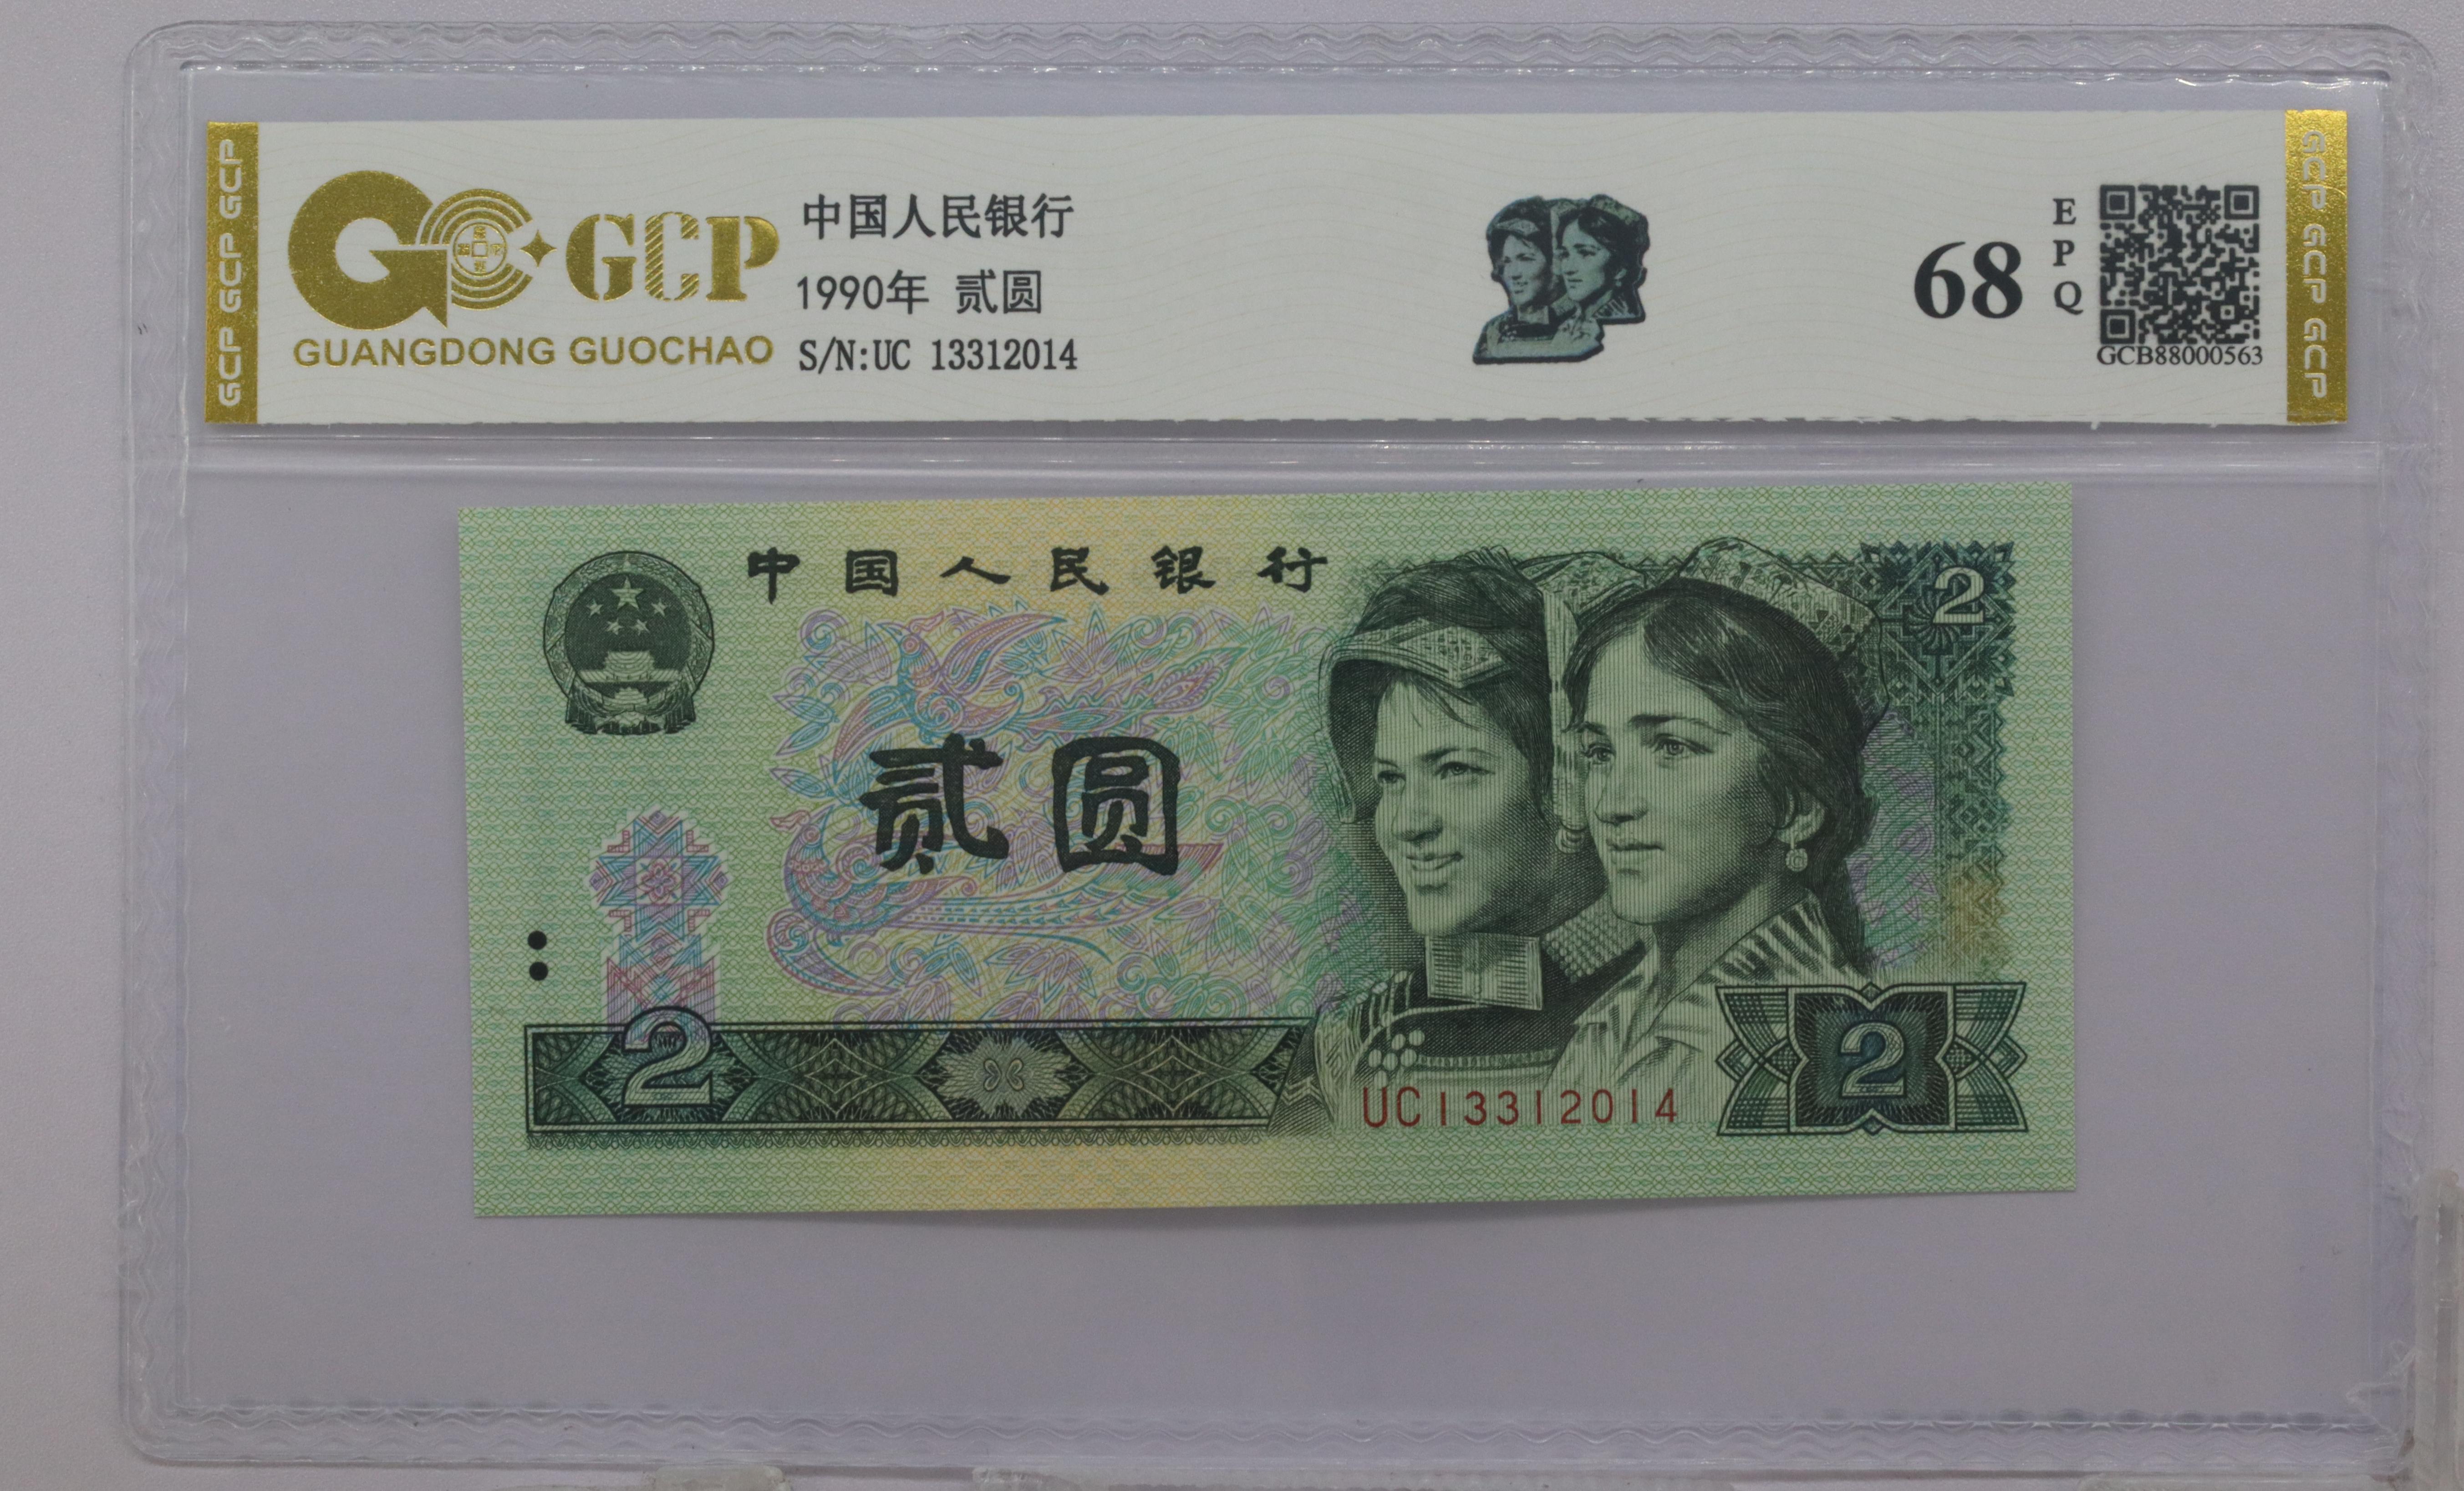 GCP GCP GCP
GCP
GUANGDONG GUOCHAO
中国人民银行
1990年 贰圆
S/N:UC 13312014
68
EPQ
GCB88000563
GCP GCP GCP
中国人民银行
2
贰圆
2
UC13312014
2